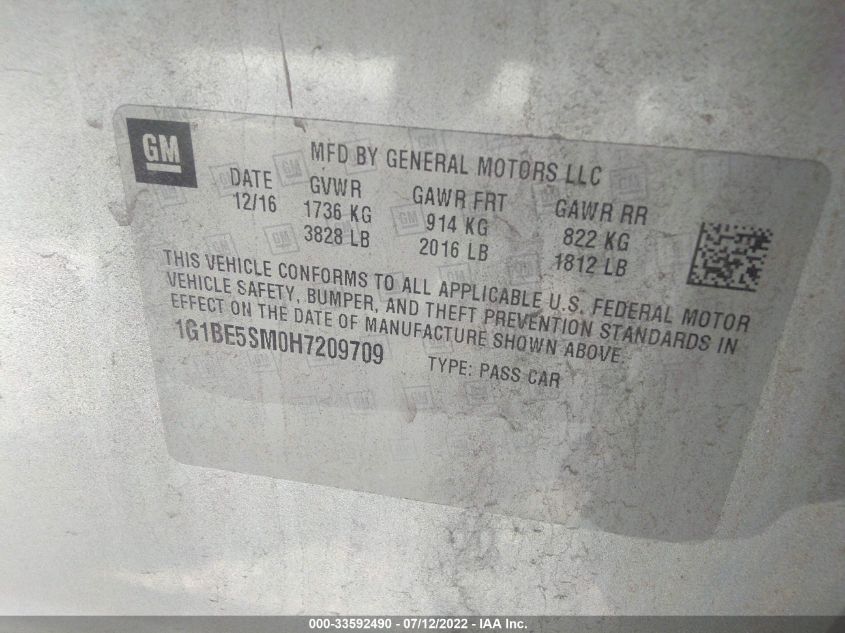 GM
MFD BY GENERAL MOTORS LLC
DATE GVWR GAWR FRT GAWR RR
12/16 1736 KG 914 KG 822 KG
3828 LB 2016 LB 1812 LB
THIS VEHICLE CONFORMS TO ALL APPLICABLE U.S. FEDERAL MOTOR
VEHICLE SAFETY, BUMPER, AND THEFT PREVENTION STANDARDS IN
EFFECT ON THE DATE OF MANUFACTURE SHOWN ABOVE.
1G1BE5SM0H7209709 TYPE: PASS CAR
000-33592490 - 07/12/2022 - IAA Inc.